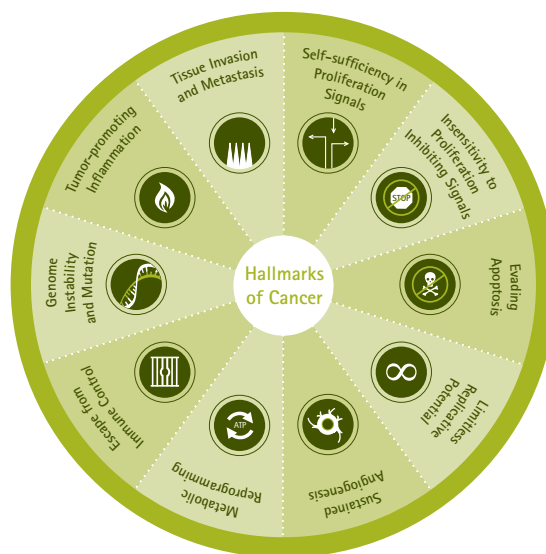 Hallmarks
of Cancer
Self-sufficiency in
Proliferation
Signals
Insensitivity to
Proliferation
Inhibiting Signals
STOP
Evading
Apoptosis
Limitless
Replicative
Potential
Sustained
Angiogenesis
Metabolic
Reprogramming
ATP
Escape from
Immune Control
Genome
Instability
and Mutation
Tumor-promoting
Inflammation
Tissue Invasion
and Metastasis